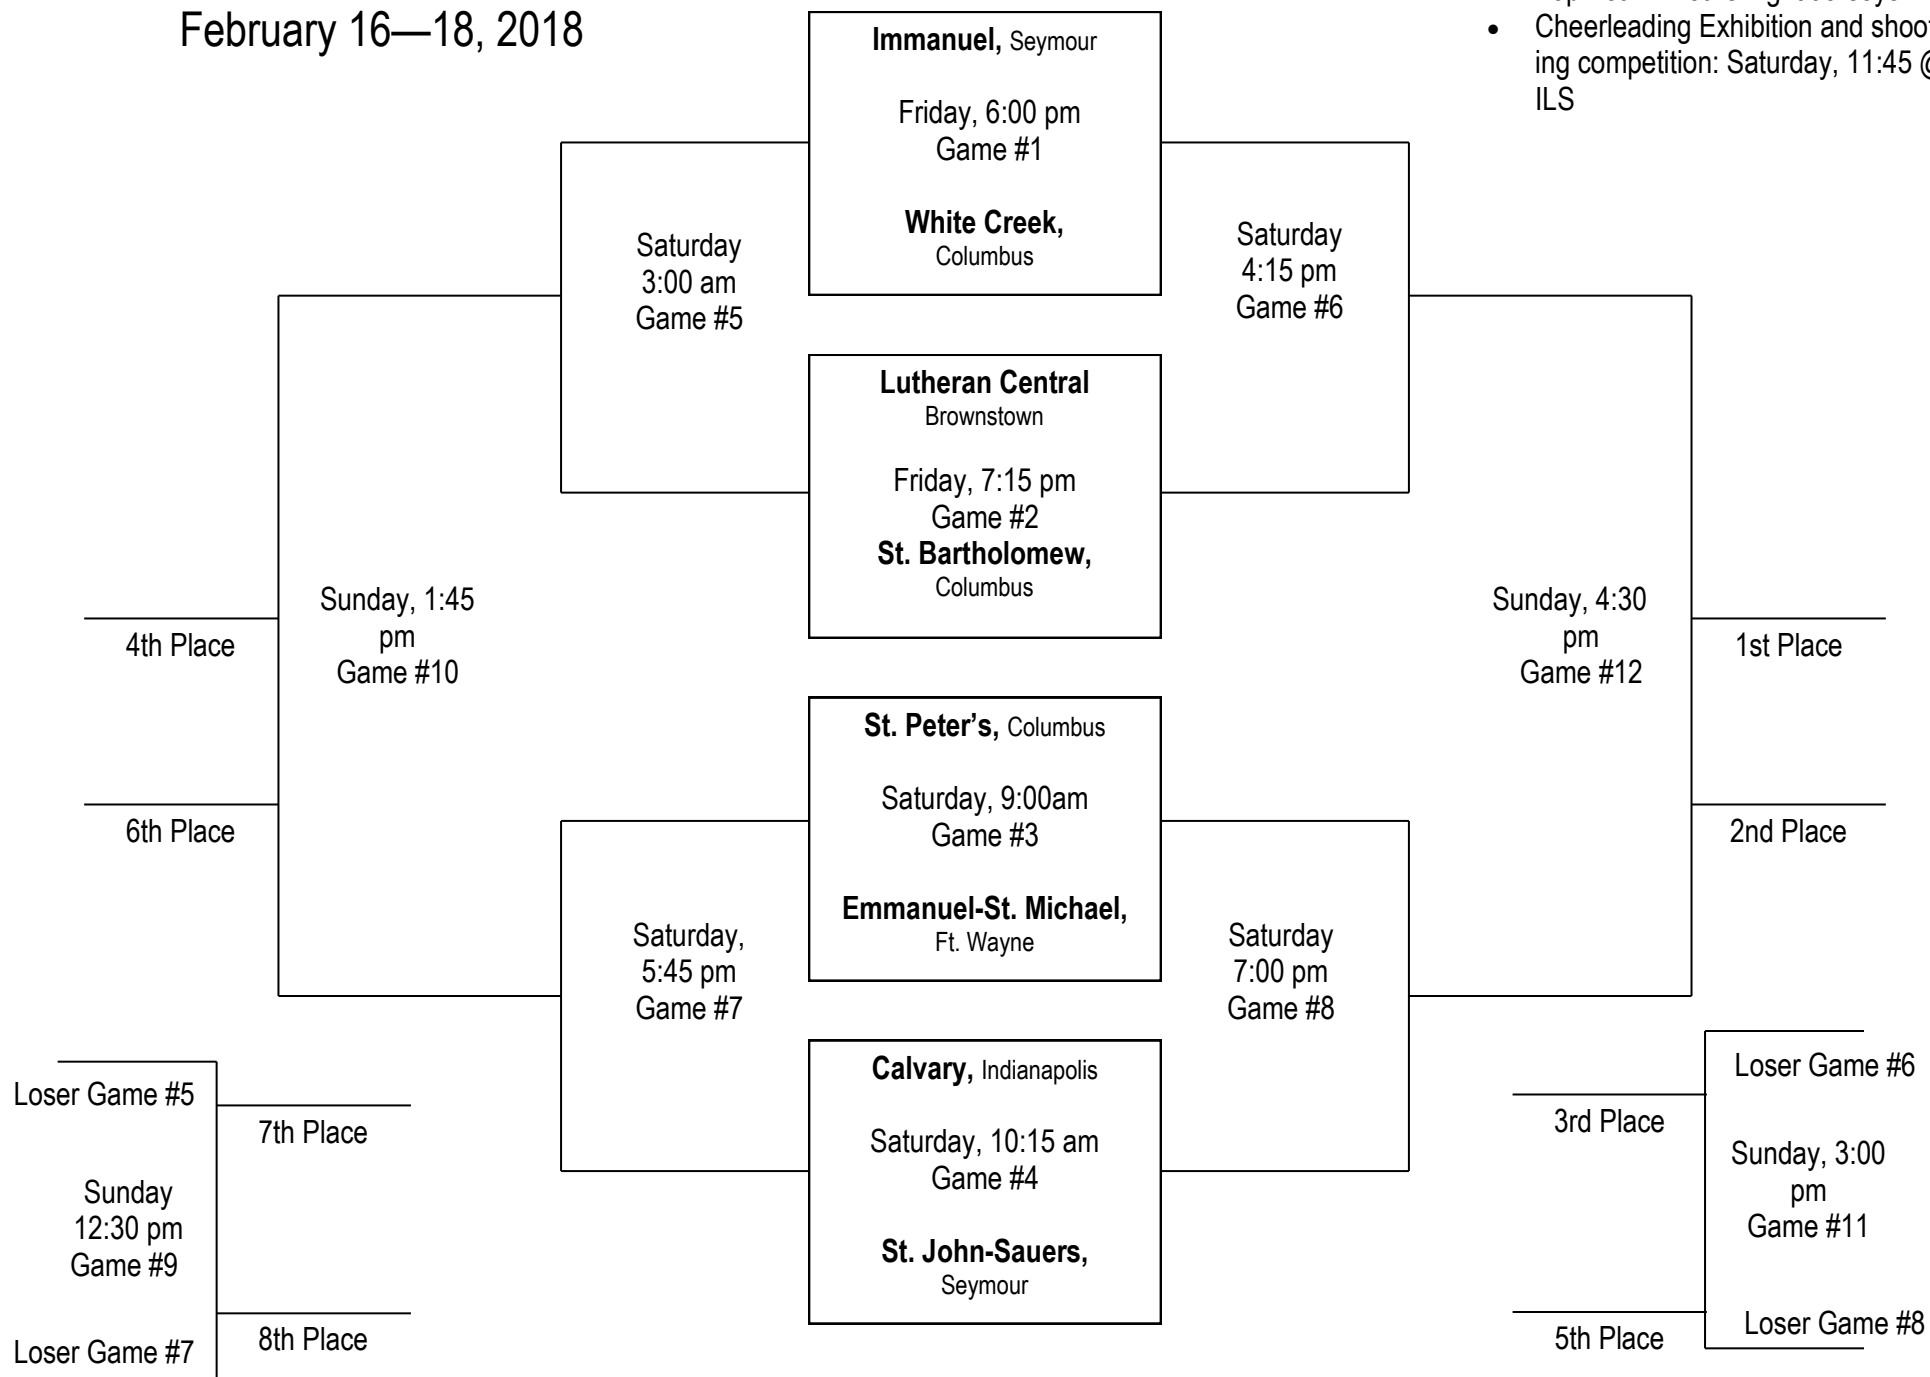 February 16—18, 2018
• Cheerleading Exhibition and shoot
ing competition: Saturday, 11:45 @
ILS
Immanuel, Seymour
Friday, 6:00 pm
Game #1
White Creek,
Columbus
Saturday
3:00 am
Game #5
Saturday
4:15 pm
Game #6
Lutheran Central
Brownstown
Friday, 7:15 pm
Game #2
St. Bartholomew,
Columbus
Sunday, 1:45
pm
Game #10
4th Place
6th Place
Sunday, 4:30
pm
Game #12
1st Place
2nd Place
St. Peter’s, Columbus
Saturday, 9:00am
Game #3
Emmanuel-St. Michael,
Ft. Wayne
Saturday,
5:45 pm
Game #7
Saturday
7:00 pm
Game #8
Calvary, Indianapolis
Saturday, 10:15 am
Game #4
St. John-Sauers,
Seymour
Loser Game #5
7th Place
Sunday
12:30 pm
Game #9
8th Place
Loser Game #7
Loser Game #6
3rd Place
Sunday, 3:00
pm
Game #11
5th Place
Loser Game #8